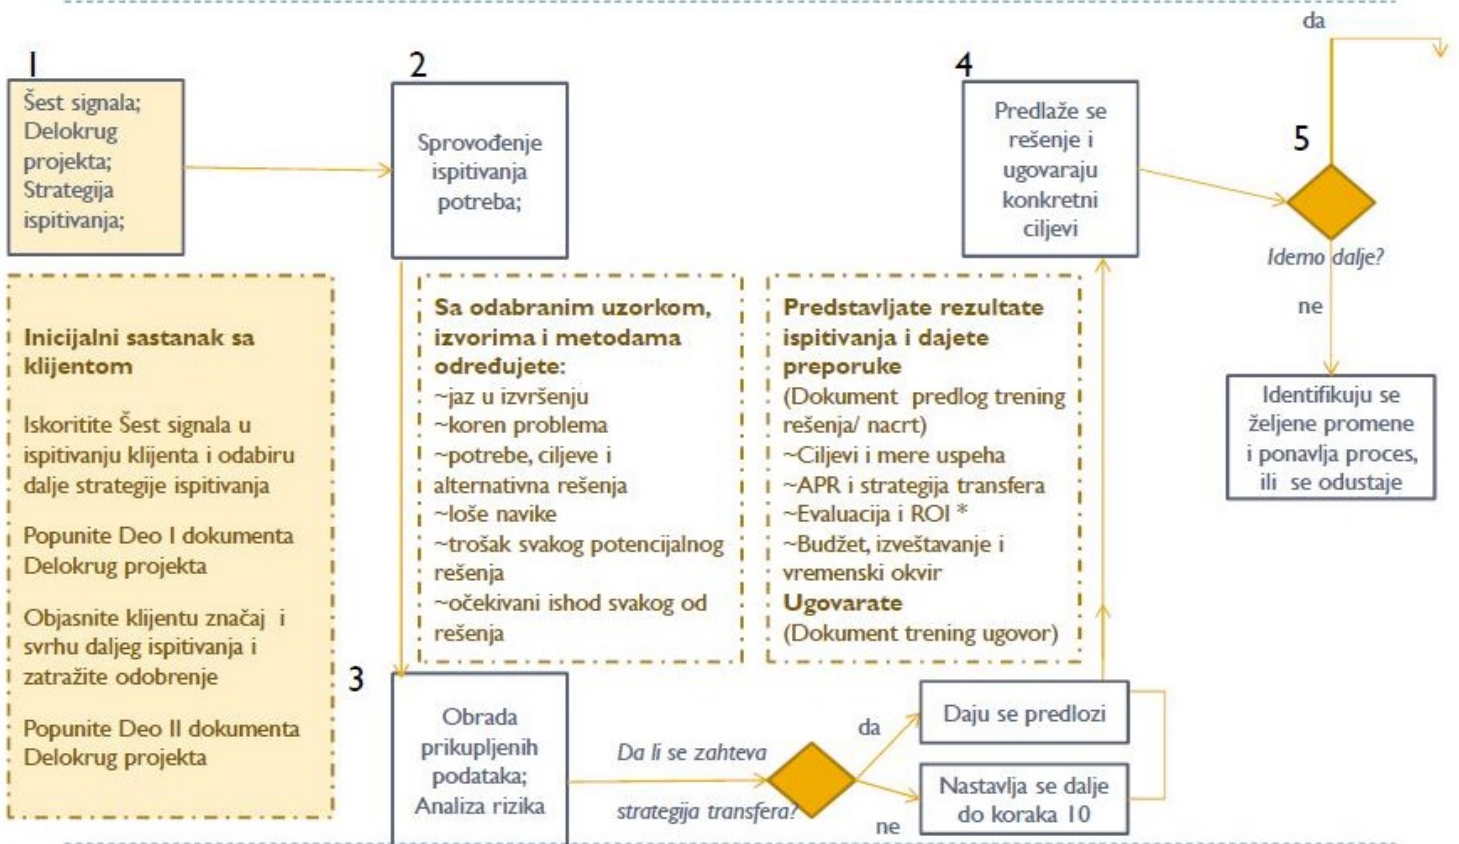 1
Šest signala;
Delokrug
projekta;
Strategija
ispitivanja;
Inicijalni sastanak sa
klijentom
Iskoritite Šest signala u
ispitivanju klijenta i odabiru
dalje strategije ispitivanja
Popunite Deo I dokumenta
Delokrug projekta
Objasnite klijentu značaj i
svrhu daljeg ispitivanja i
zatražite odobrenje
Popunite Deo II dokumenta
Delokrug projekta
2
Sprovođenje
ispitivanja
potreba;
Sa odabranim uzorkom,
izvorima i metodama
određujete:
~jaz u izvršenju
~koren problema
~potrebe, ciljeve i
alternativna rešenja
~loše navike
~trošak svakog potencijalnog
rešenja
~očekivani ishod svakog od
rešenja
3
Obrada
prikupljenih
podataka;
Analiza rizika
Da li se zahteva
strategija transfera?
da
Daju se predlozi
ne
Nastavlja se dalje
do koraka 10
4
Predlaže se
rešenje i
ugovaraju
konkretni
ciljevi
Predstavljate rezultate
ispitivanja i dajete
preporuke
(Dokument predlog trening
rešenja/ nacrt)
~Ciljevi i mere uspeha
~APR i strategija transfera
~Evaluacija i ROI *
~Budžet, izveštavanje i
vremenski okvir
Ugovarate
(Dokument trening ugovor)
5
da
Idemo dalje?
ne
Identifikuju se
željene promene
i ponavlja proces,
ili se odustaje